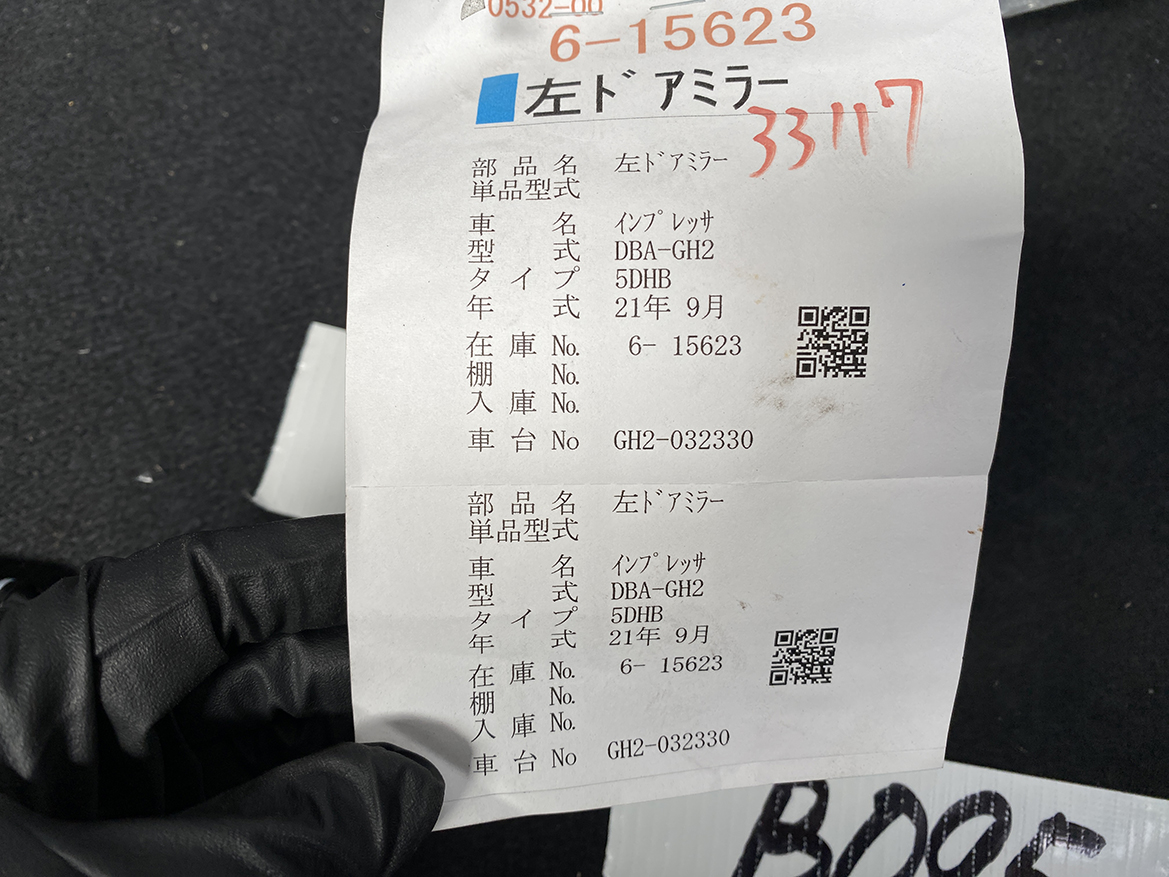 0532-00
6-15623
左ドアミラー
33117
部品名 左ドアミラー
単品型式
車名 インプレッサ
型式 DBA-GH2
タイプ 5DHB
年式 21年 9月
在庫No. 6- 15623
棚No.
入庫No.
車台No GH2-032330
部品名 左ドアミラー
単品型式
車名 インプレッサ
型式 DBA-GH2
タイプ 5DHB
年式 21年 9月
在庫No. 6- 15623
棚No.
入庫No.
車台No GH2-032330
B095